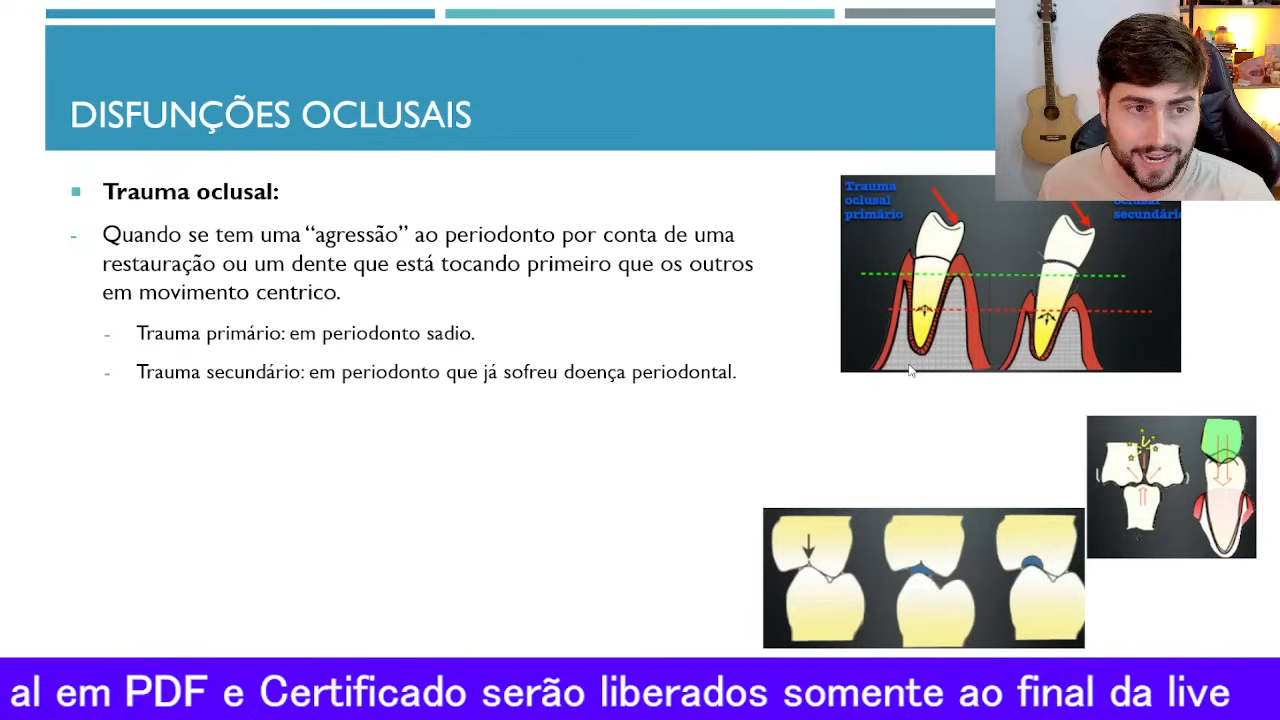 DISFUNÇÕES OCLUSAIS
Trauma oclusal:
- Quando se tem uma “agressão” ao periodonto por conta de uma
restauração ou um dente que está tocando primeiro que os outros
em movimento centrico.
- Trauma primário: em periodonto sadio.
- Trauma secundário: em periodonto que já sofreu doença periodontal.
Trauma
oclusal
primário
oclusal
secundário
al em PDF e Certificado serão liberados somente ao final da live